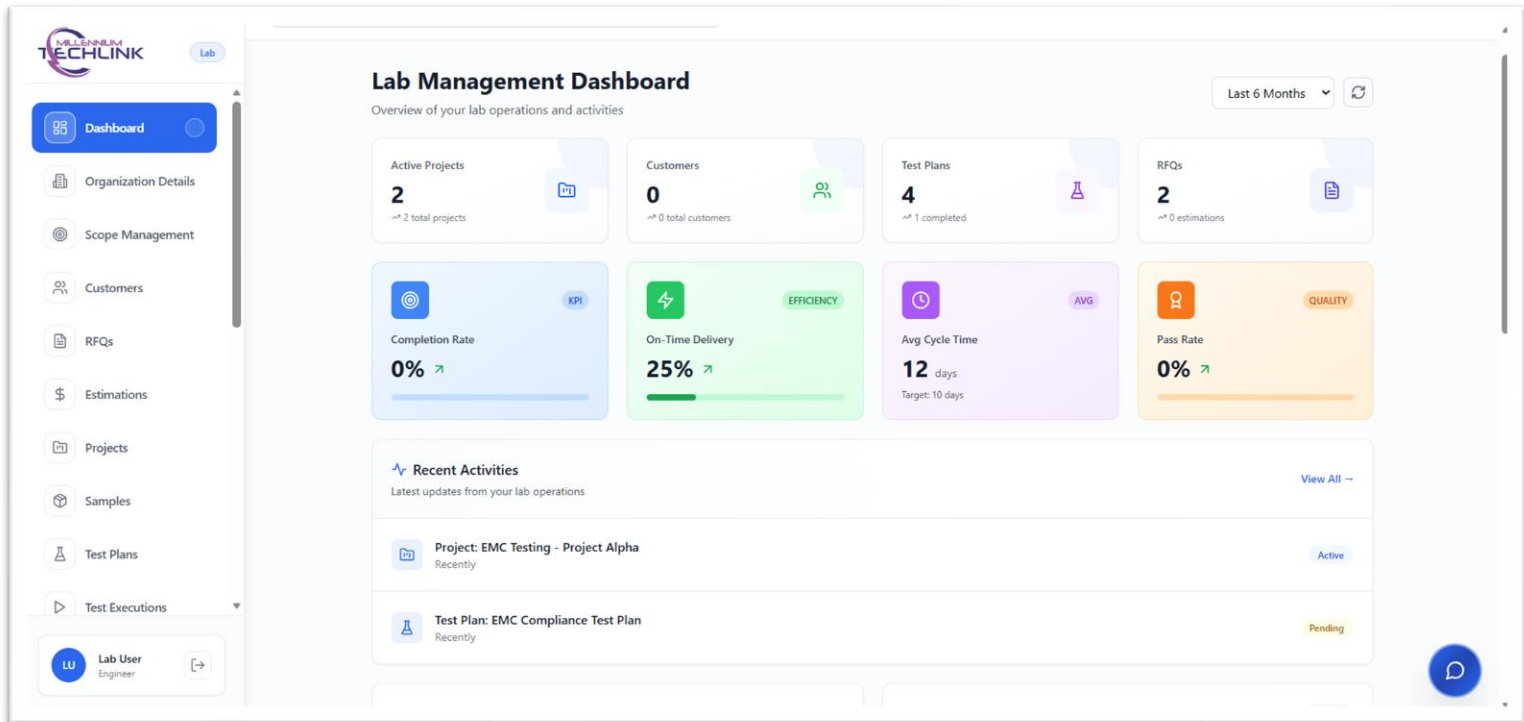 MILLENNIUM
TECHLINK
Lab
Dashboard
Organization Details
Scope Management
Customers
RFQs
Estimations
Projects
Samples
Test Plans
Test Executions
LU
Lab User
Engineer
Lab Management Dashboard
Overview of your lab operations and activities
Last 6 Months
Active Projects
2
2 total projects
Customers
0
0 total customers
Test Plans
4
1 completed
RFQs
2
0 estimations
KPI
Completion Rate
0%
EFFICIENCY
On-Time Delivery
25%
AVG
Avg Cycle Time
12 days
Target: 10 days
QUALITY
Pass Rate
0%
Recent Activities
Latest updates from your lab operations
View All →
Project: EMC Testing - Project Alpha
Recently
Active
Test Plan: EMC Compliance Test Plan
Recently
Pending